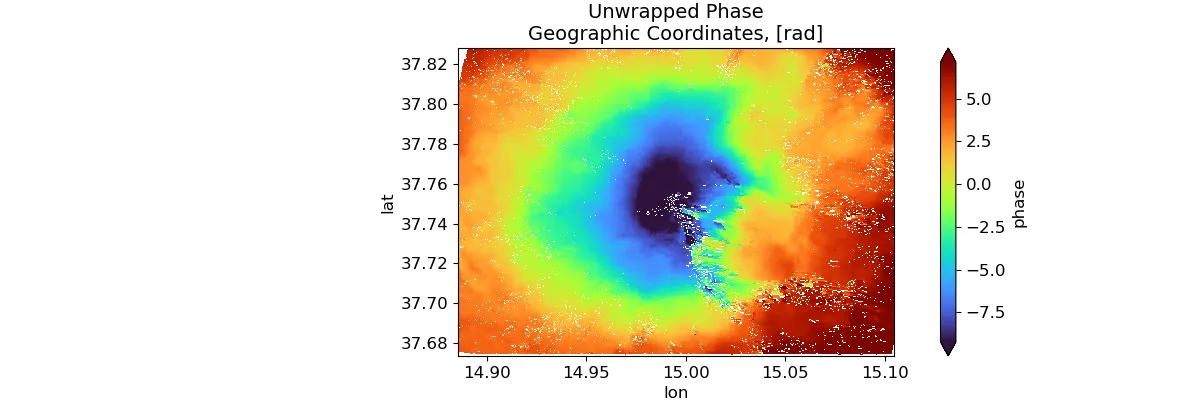 Unwrapped Phase
Geographic Coordinates, [rad]
37.82
37.80
37.78
37.76
37.74
37.72
37.70
37.68
lat
14.90 14.95 15.00 15.05 15.10
lon
5.0
2.5
0.0
−2.5
−5.0
−7.5
phase